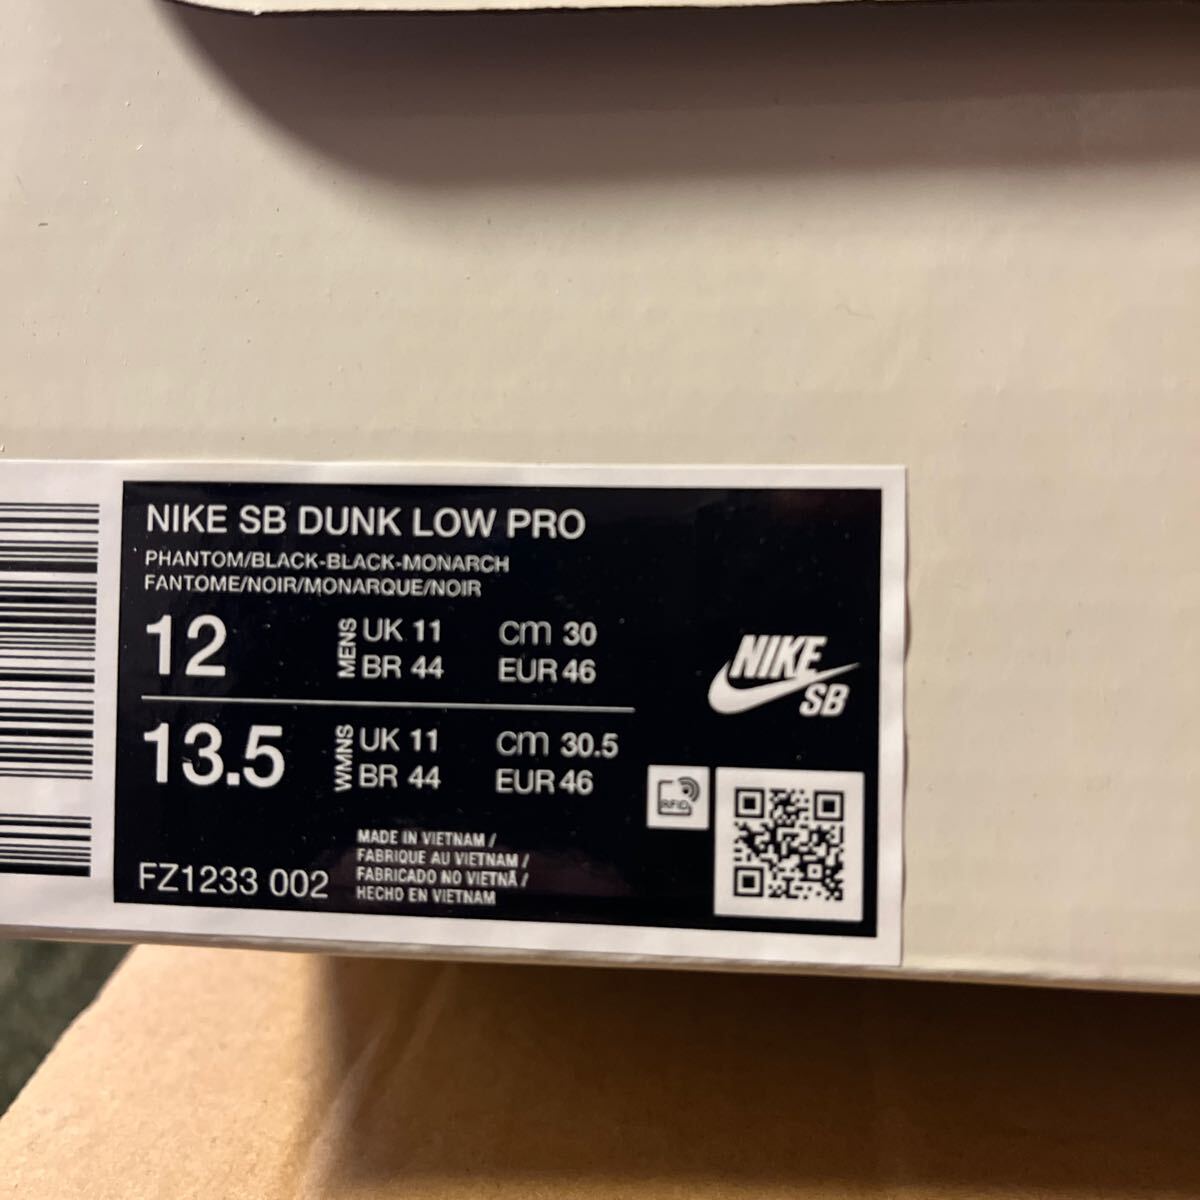 NIKE SB DUNK LOW PRO
PHANTOM/BLACK-BLACK-MONARCH
FANTOME/NOIR/MONARQUE/NOIR
12 MENS UK 11 cm 30
BR 44 EUR 46
13.5 WMNS UK 11 cm 30.5
BR 44 EUR 46
NIKE
SB
RFID
MADE IN VIETNAM /
FABRIQUE AU VIETNAM /
FABRICADO NO VIETNÃ /
HECHO EN VIETNAM
FZ1233 002